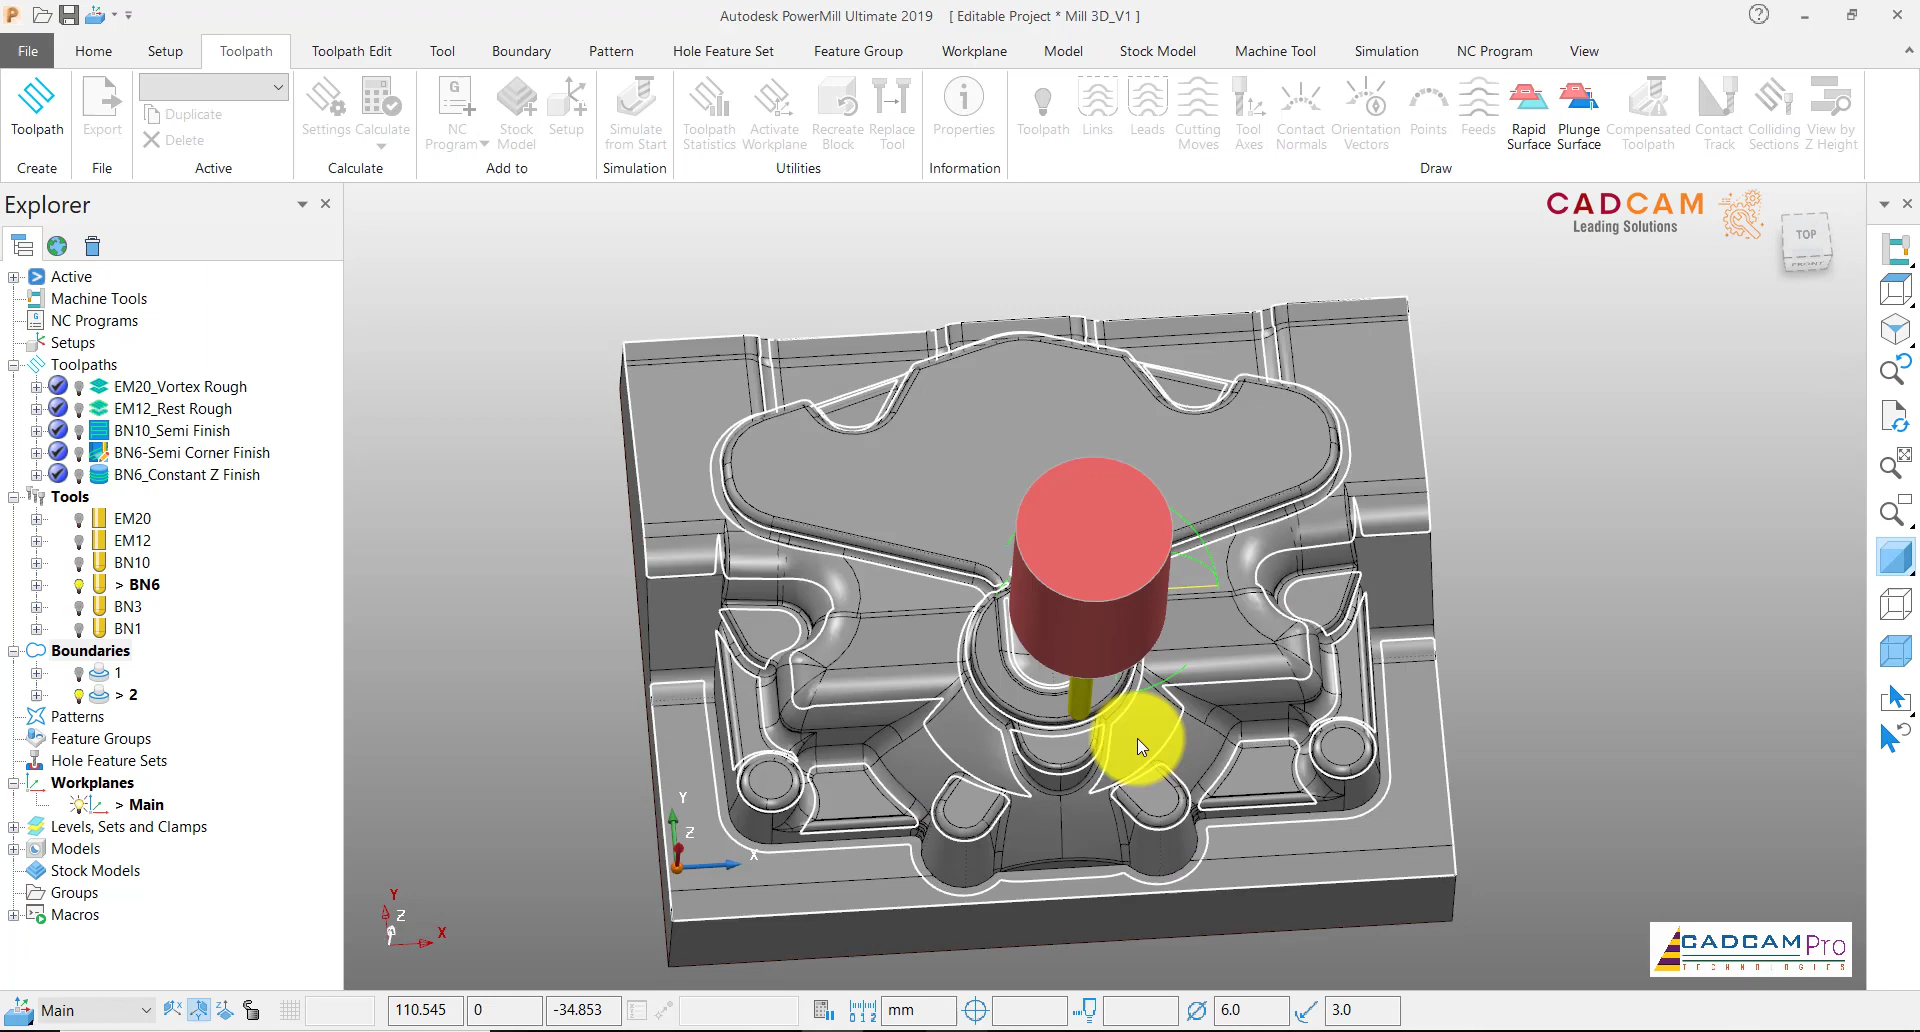 Autodesk PowerMill Ultimate 2019 [ Editable Project * Mill 3D_V1 ]
File Home Setup Toolpath Toolpath Edit Tool Boundary Pattern Hole Feature Set Feature Group Workplane Model Stock Model Machine Tool Simulation NC Program View
Toolpath
Create
Export
File
Duplicate
Delete
Active
Settings Calculate
Calculate
NC Program Stock Model Setup
Add to
Simulate from Start
Simulation
Toolpath Statistics Activate Workplane Recreate Block Replace Tool
Utilities
Properties
Information
Toolpath Links Leads Cutting Moves Tool Axes Contact Normals Orientation Vectors Points Feeds Rapid Surface Plunge Surface Compensated Toolpath Contact Track Colliding Sections View by Z Height
Draw
Explorer
Active
Machine Tools
NC Programs
Setups
Toolpaths
EM20_Vortex Rough
EM12_Rest Rough
BN10_Semi Finish
BN6-Semi Corner Finish
BN6_Constant Z Finish
Tools
EM20
EM12
BN10
> BN6
BN3
BN1
Boundaries
1
> 2
Patterns
Feature Groups
Hole Feature Sets
Workplanes
> Main
Levels, Sets and Clamps
Models
Stock Models
Groups
Macros
CADCAM
Leading Solutions
TOP
FRONT
Y
Z
X
Y
Z
X
CADCAM Pro
TECHNOLOGIES
Main 110.545 0 -34.853 mm 6.0 3.0